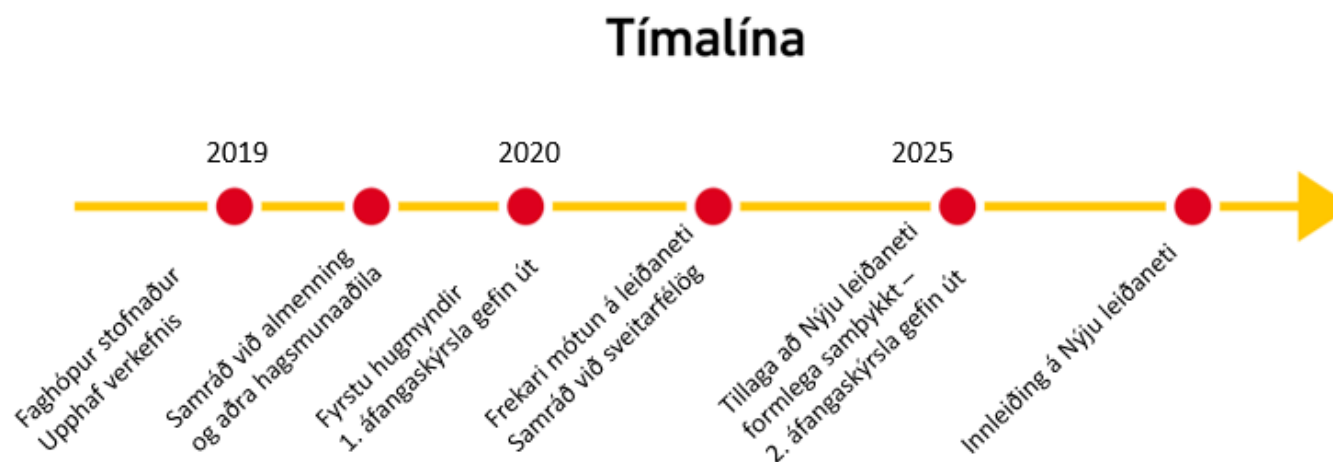 Tímalína
2019
2020
2025
Faghópur stofnaður
Upphaf verkefnis
Samráð við almenning
og aðra hagsmunaaðila
Fyrstu hugmyndir
1. áfangaskýrsla gefin út
Frekari mótun á leiðaneti
Samráð við sveitarfélög
Tillaga að Nýju leiðaneti
formlega samþykkt –
2. áfangaskýrsla gefin út
Innleiðing á Nýju leiðaneti